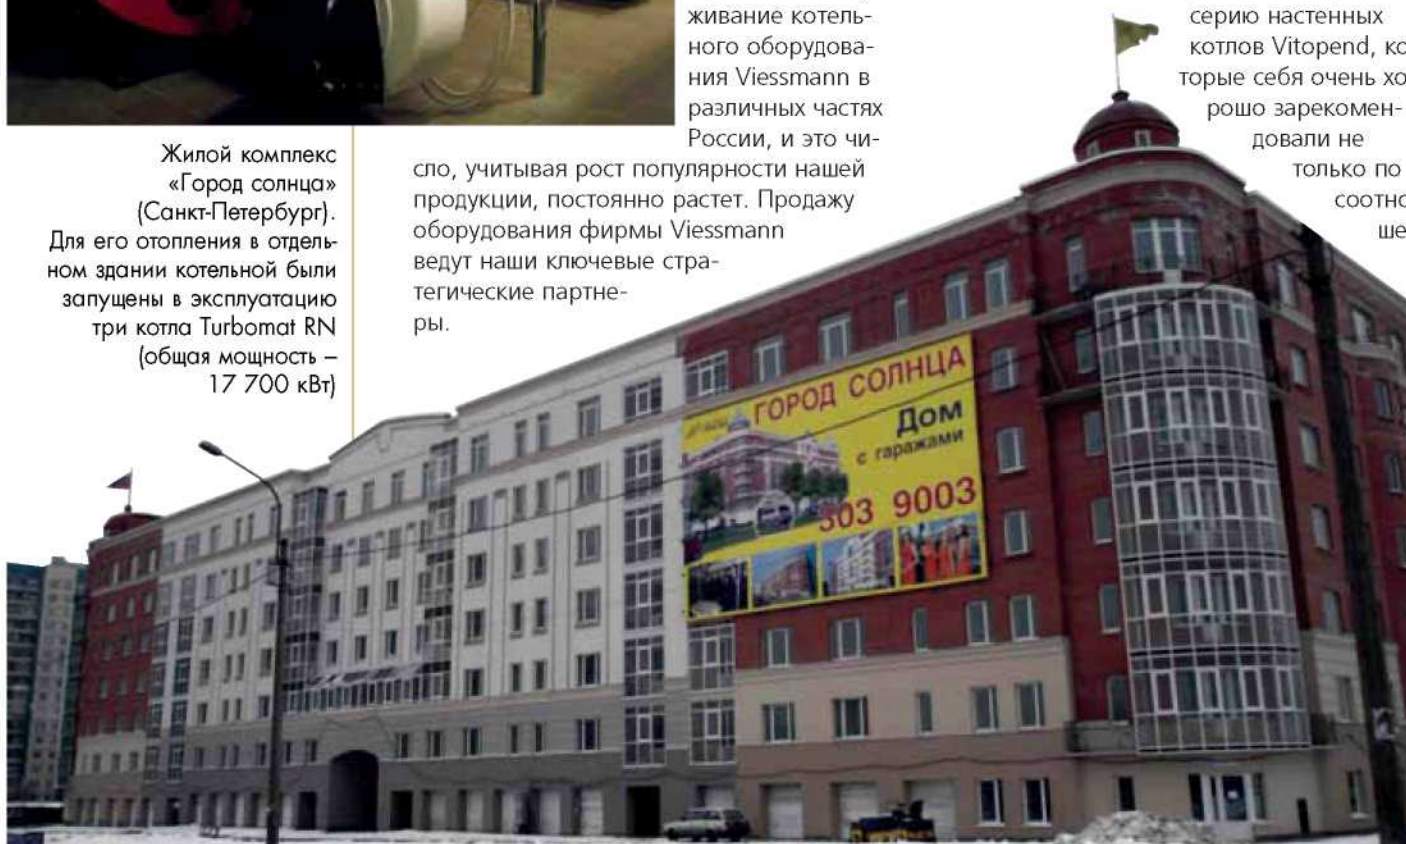 Жилой комплекс
«Город солнца»
(Санкт-Петербург).
Для его отопления в отдель-
ном здании котельной были
запущены в эксплуатацию
три котла Turbomat RN
(общая мощность –
17 700 кВт)
живание котель-
ного оборудова-
ния Viessmann в
различных частях
России, и это чи-
сло, учитывая рост популярности нашей
продукции, постоянно растет. Продажу
оборудования фирмы Viessmann
ведут наши ключевые стра-
тегические партне-
ры.
серию настенных
котлов Vitopend, ко
торые себя очень хо
рошо зарекомен-
довали не
только по
соотно
ше
ГОРОД СОЛНЦА
Дом
с гаражами
303 9003